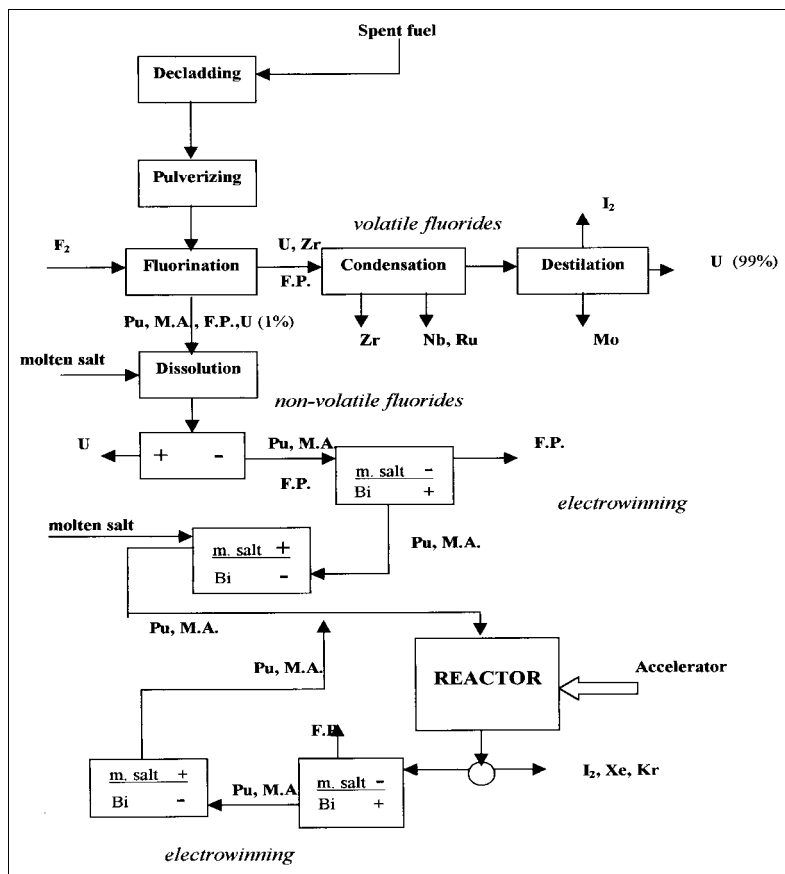 Spent fuel
Decladding
Pulverizing
I₂
volatile fluorides
F₂
U, Zr
Fluorination
Condensation
Destilation
U (99%)
F.P.
Pu, M.A., F.P.,U (1%)
Zr
Nb, Ru
Mo
molten salt
Dissolution
non-volatile fluorides
U
+ -
Pu, M.A.
F.P.
m. salt -
Bi +
F.P.
electrowinning
molten salt
m. salt +
Bi -
Pu, M.A.
Pu, M.A.
Pu, M.A.
REACTOR
Accelerator
F.P.
m. salt +
Bi -
Pu, M.A.
m. salt -
Bi +
I₂, Xe, Kr
electrowinning